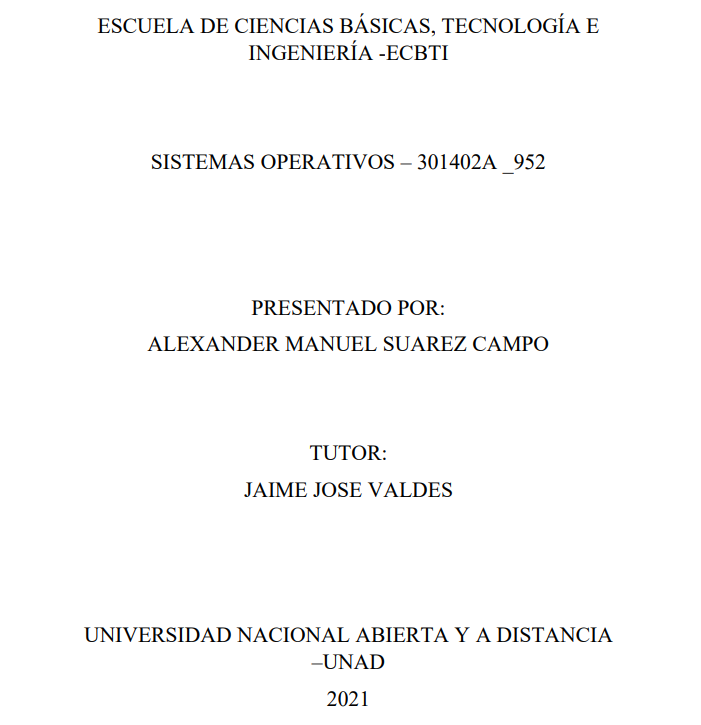 ESCUELA DE CIENCIAS BÁSICAS, TECNOLOGÍA E
INGENIERÍA -ECBTI
SISTEMAS OPERATIVOS – 301402A _952
PRESENTADO POR:
ALEXANDER MANUEL SUAREZ CAMPO
TUTOR:
JAIME JOSE VALDES
UNIVERSIDAD NACIONAL ABIERTA Y A DISTANCIA
–UNAD
2021